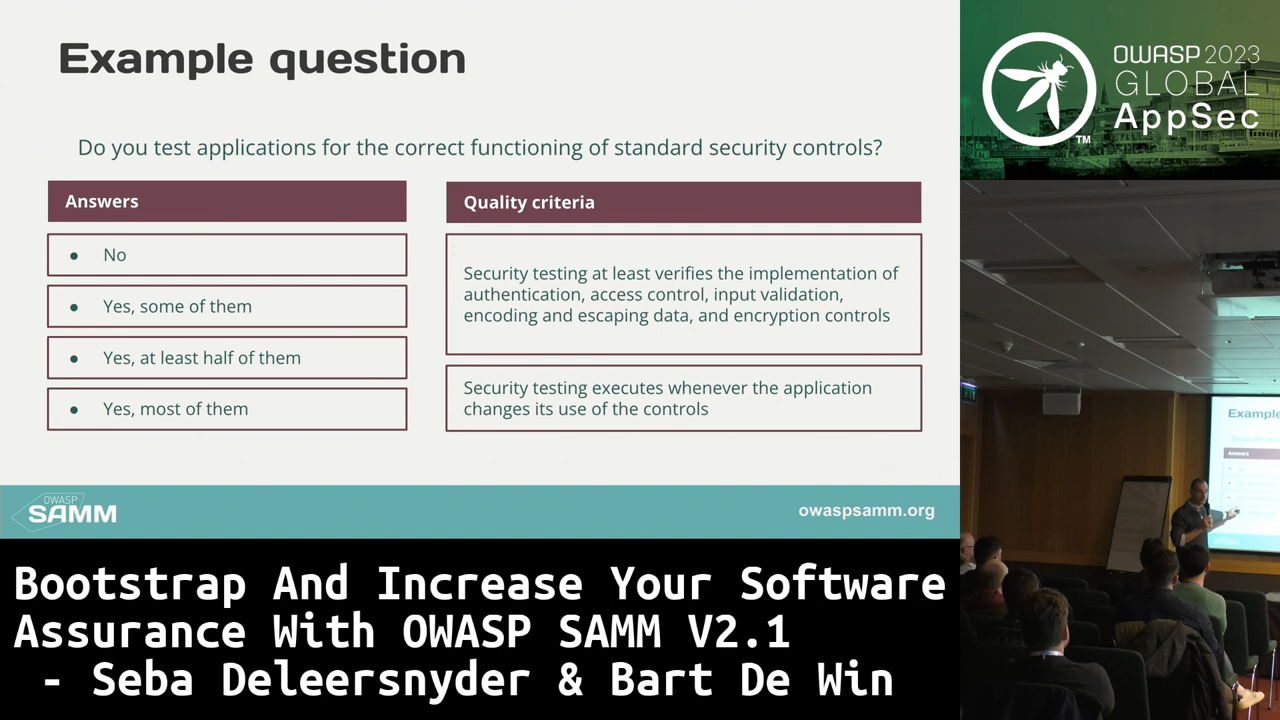 Example question
Do you test applications for the correct functioning of standard security controls?
Answers
• No
• Yes, some of them
• Yes, at least half of them
• Yes, most of them
Quality criteria
Security testing at least verifies the implementation of
authentication, access control, input validation,
encoding and escaping data, and encryption controls
Security testing executes whenever the application
changes its use of the controls
OWASP
SAMM
owaspsamm.org
Bootstrap And Increase Your Software
Assurance With OWASP SAMM V2.1
- Seba Deleersnyder & Bart De Win
OWASP 2023
GLOBAL
AppSec
TM
Example
Answers